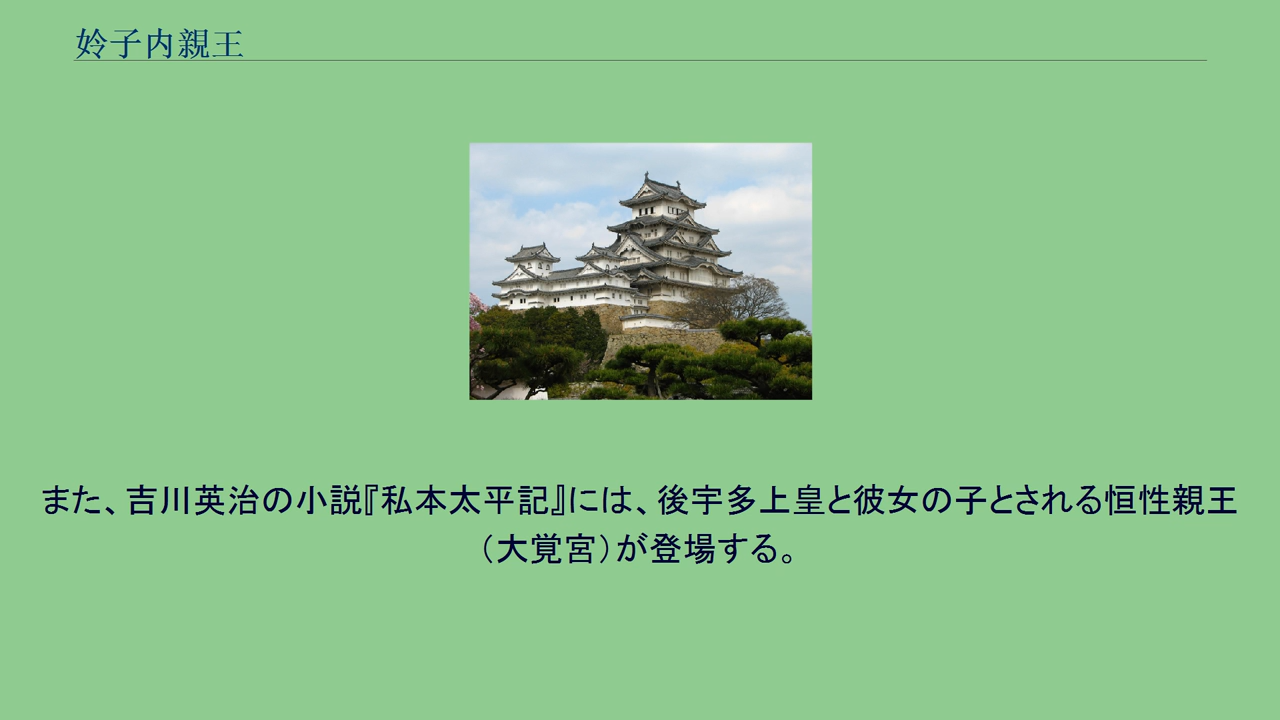 姈子内親王
また、吉川英治の小説『私本太平記』には、後宇多上皇と彼女の子とされる恒性親王
（大覚宮）が登場する。